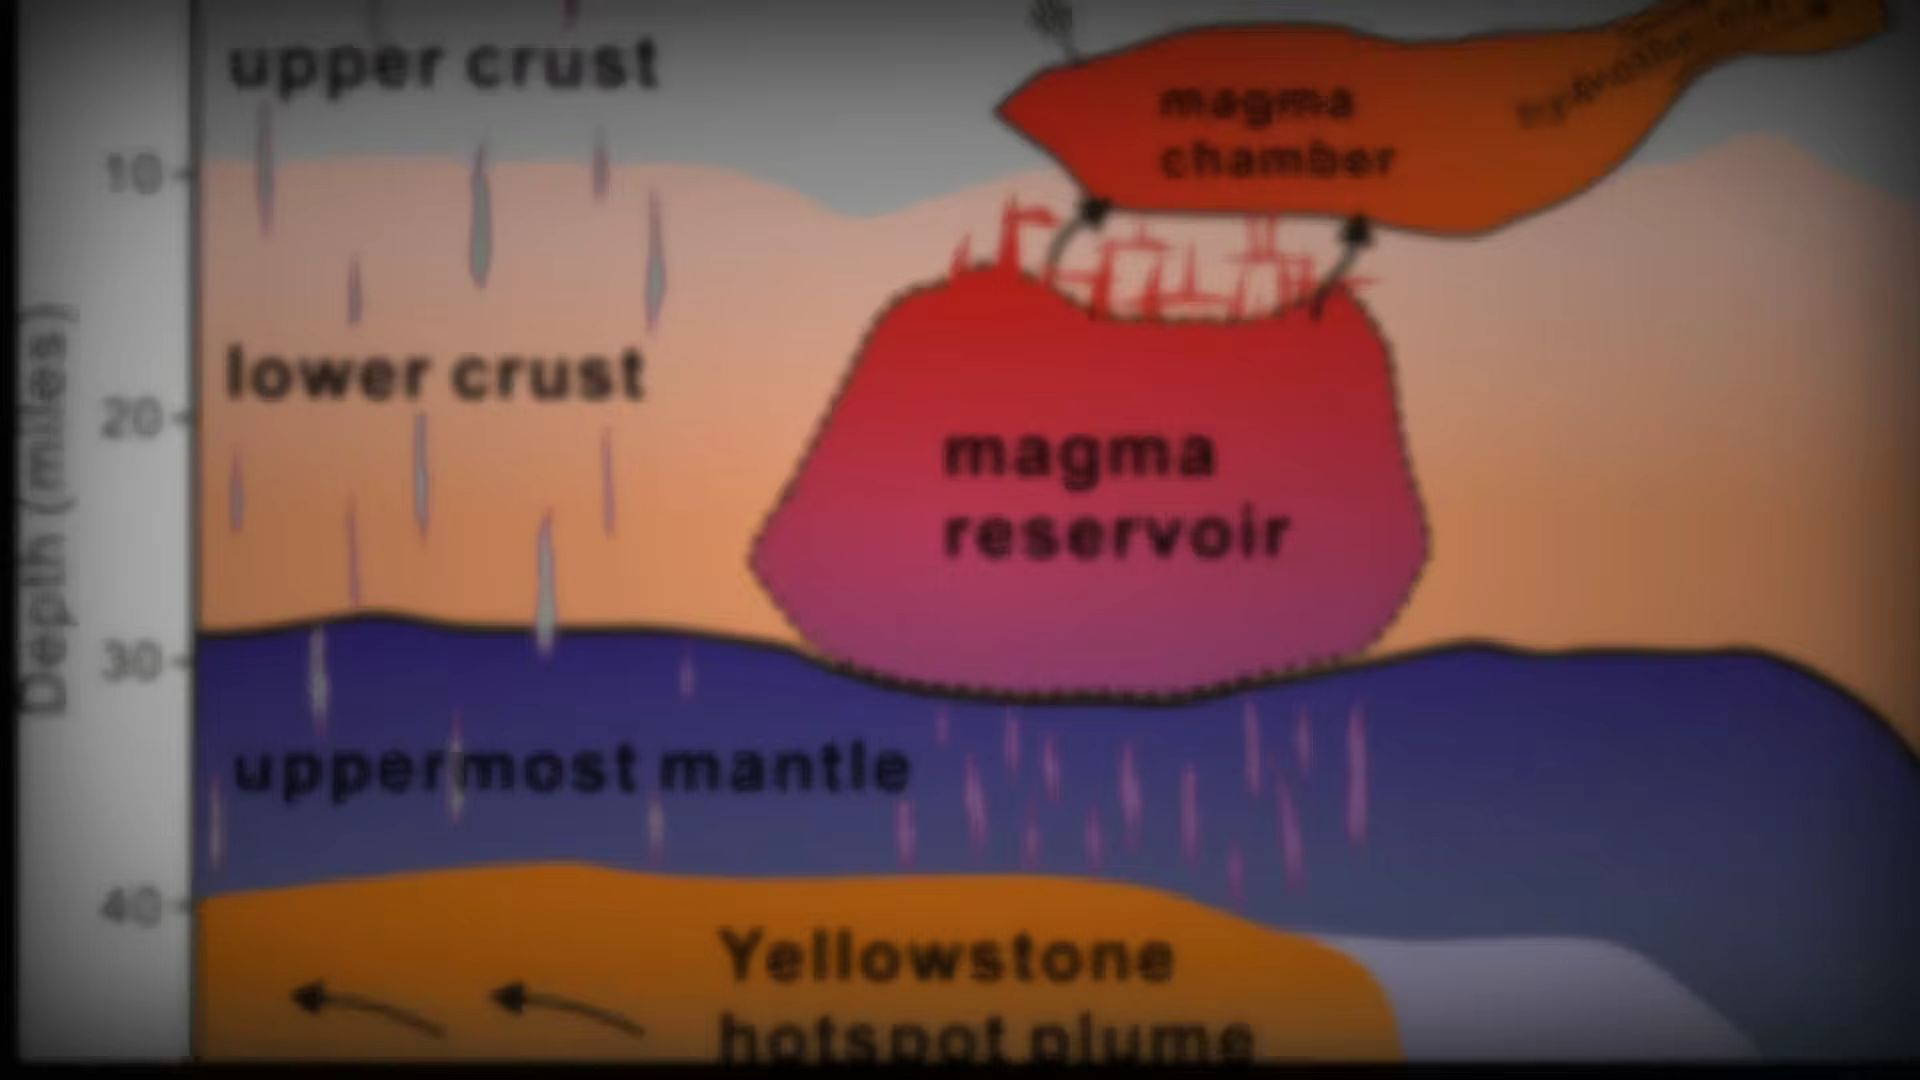 upper crust
magma
chamber
10
lower crust
20
Depth (miles)
magma
reservoir
30
uppermost mantle
40
Yellowstone
hotspot plume